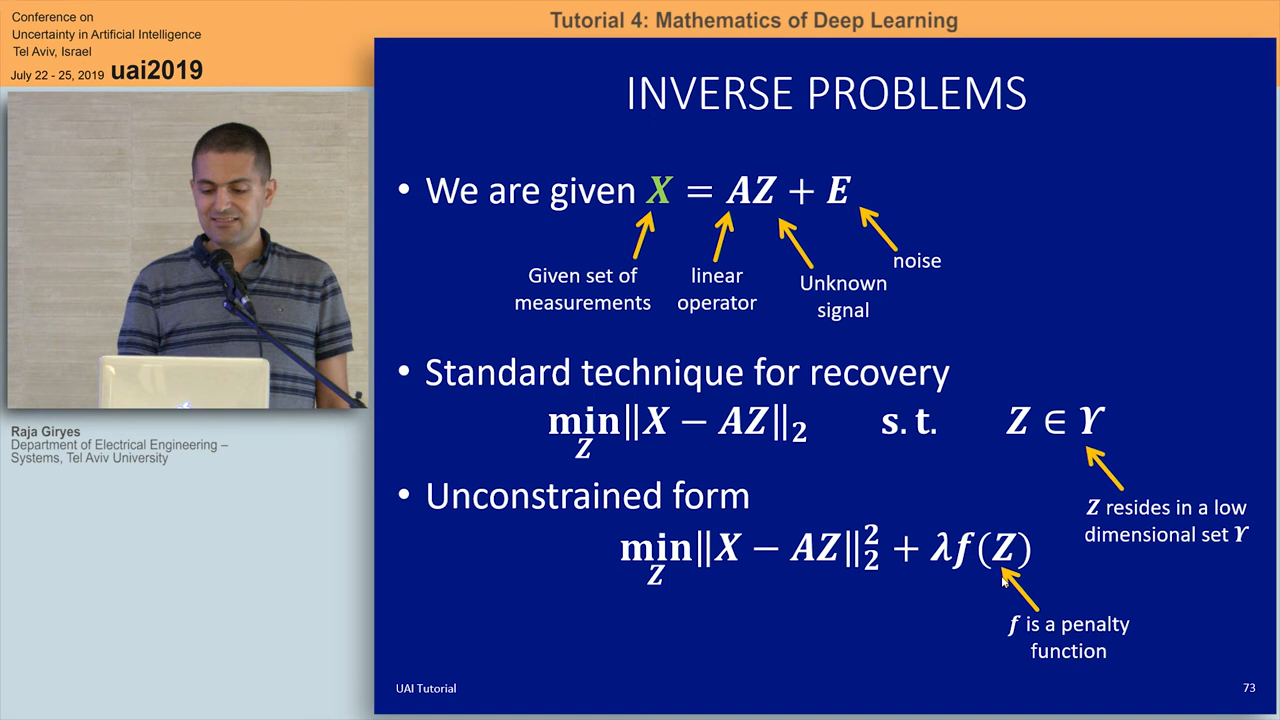 Conference on
Uncertainty in Artificial Intelligence
Tel Aviv, Israel
July 22 - 25, 2019 uai2019
Tutorial 4: Mathematics of Deep Learning
Raja Giryes
Department of Electrical Engineering –
Systems, Tel Aviv University
INVERSE PROBLEMS
• We are given X = AZ + E
Given set of
measurements
linear
operator
Unknown
signal
noise
• Standard technique for recovery
min_Z ‖X − AZ‖₂ s.t. Z ∈ ϒ
Z resides in a low
dimensional set ϒ
• Unconstrained form
min_Z ‖X − AZ‖₂² + λf(Z)
f is a penalty
function
UAI Tutorial
73